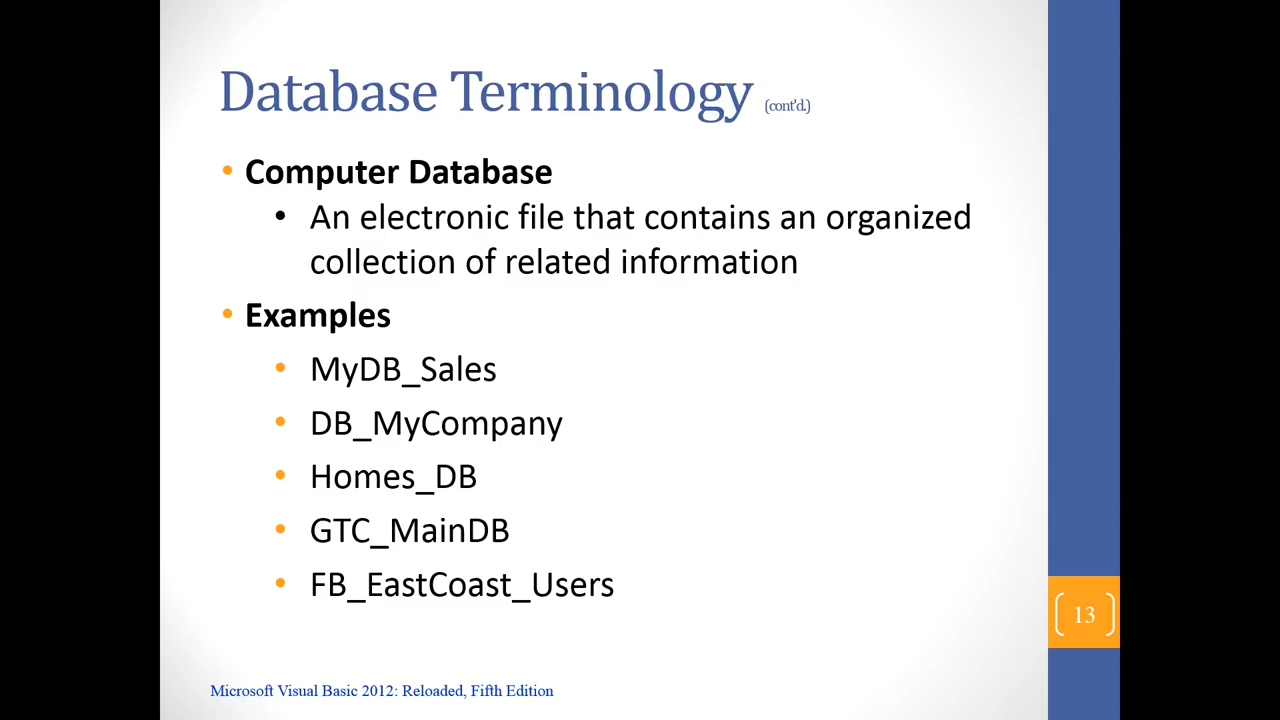 Database Terminology (cont'd.)
• Computer Database
• An electronic file that contains an organized
collection of related information
• Examples
• MyDB_Sales
• DB_MyCompany
• Homes_DB
• GTC_MainDB
• FB_EastCoast_Users
13
Microsoft Visual Basic 2012: Reloaded, Fifth Edition